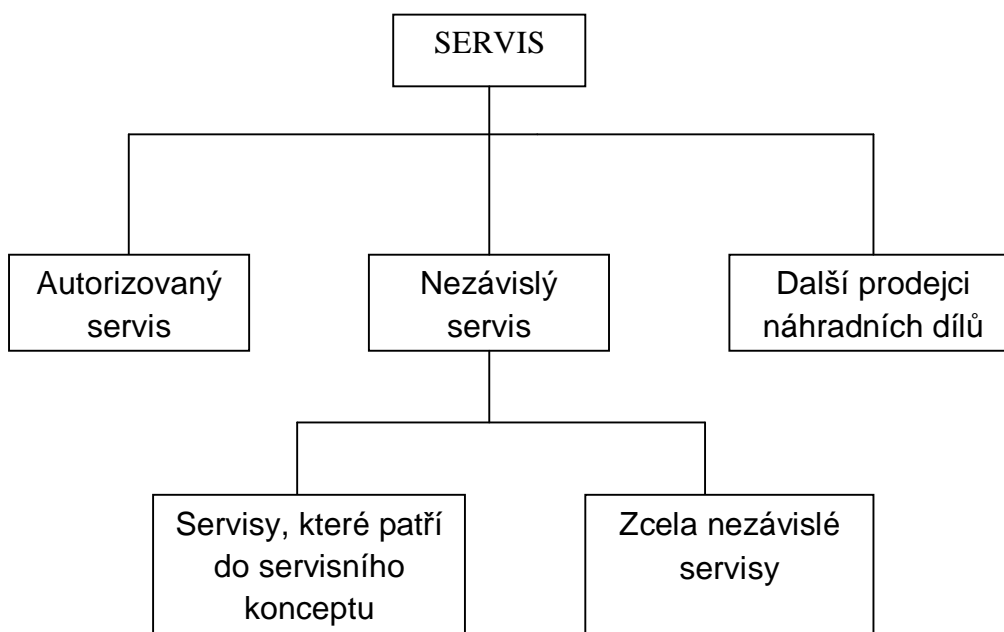 SERVIS
Autorizovaný
servis
Nezávislý
servis
Další prodejci
náhradních dílů
Servisy, které patří
do servisního
konceptu
Zcela nezávislé
servisy